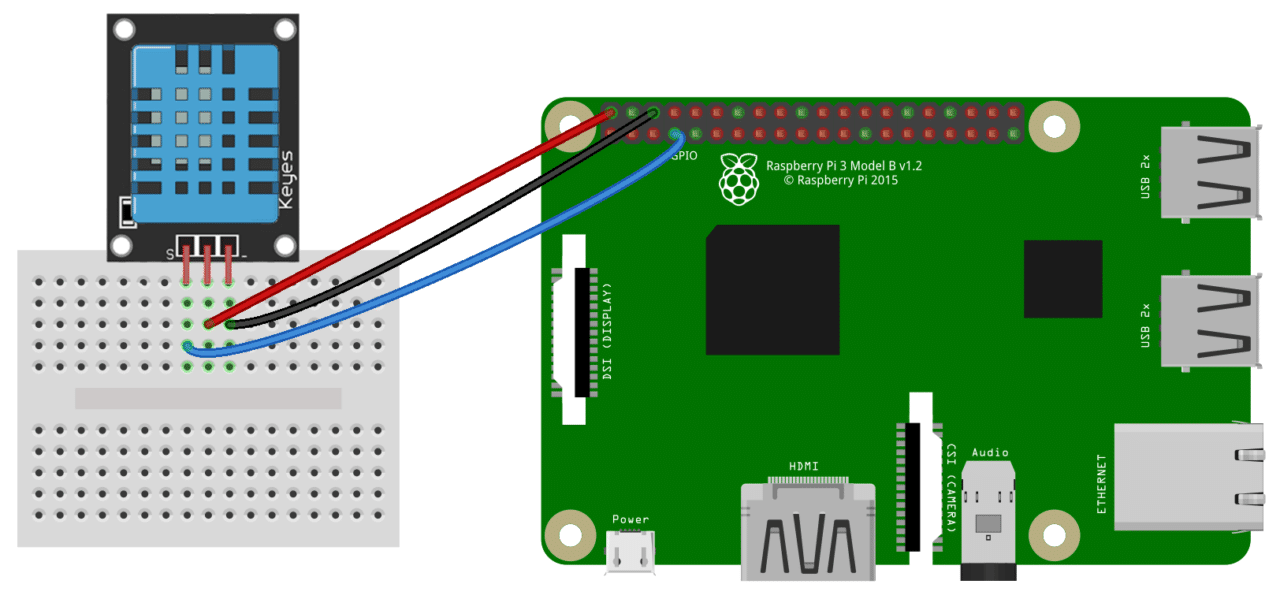 Keyes
S
-
GPIO
Raspberry Pi 3 Model B v1.2
© Raspberry Pi 2015
USB 2x
USB 2x
DSI (DISPLAY)
HDMI
CSI (CAMERA)
Audio
ETHERNET
Power